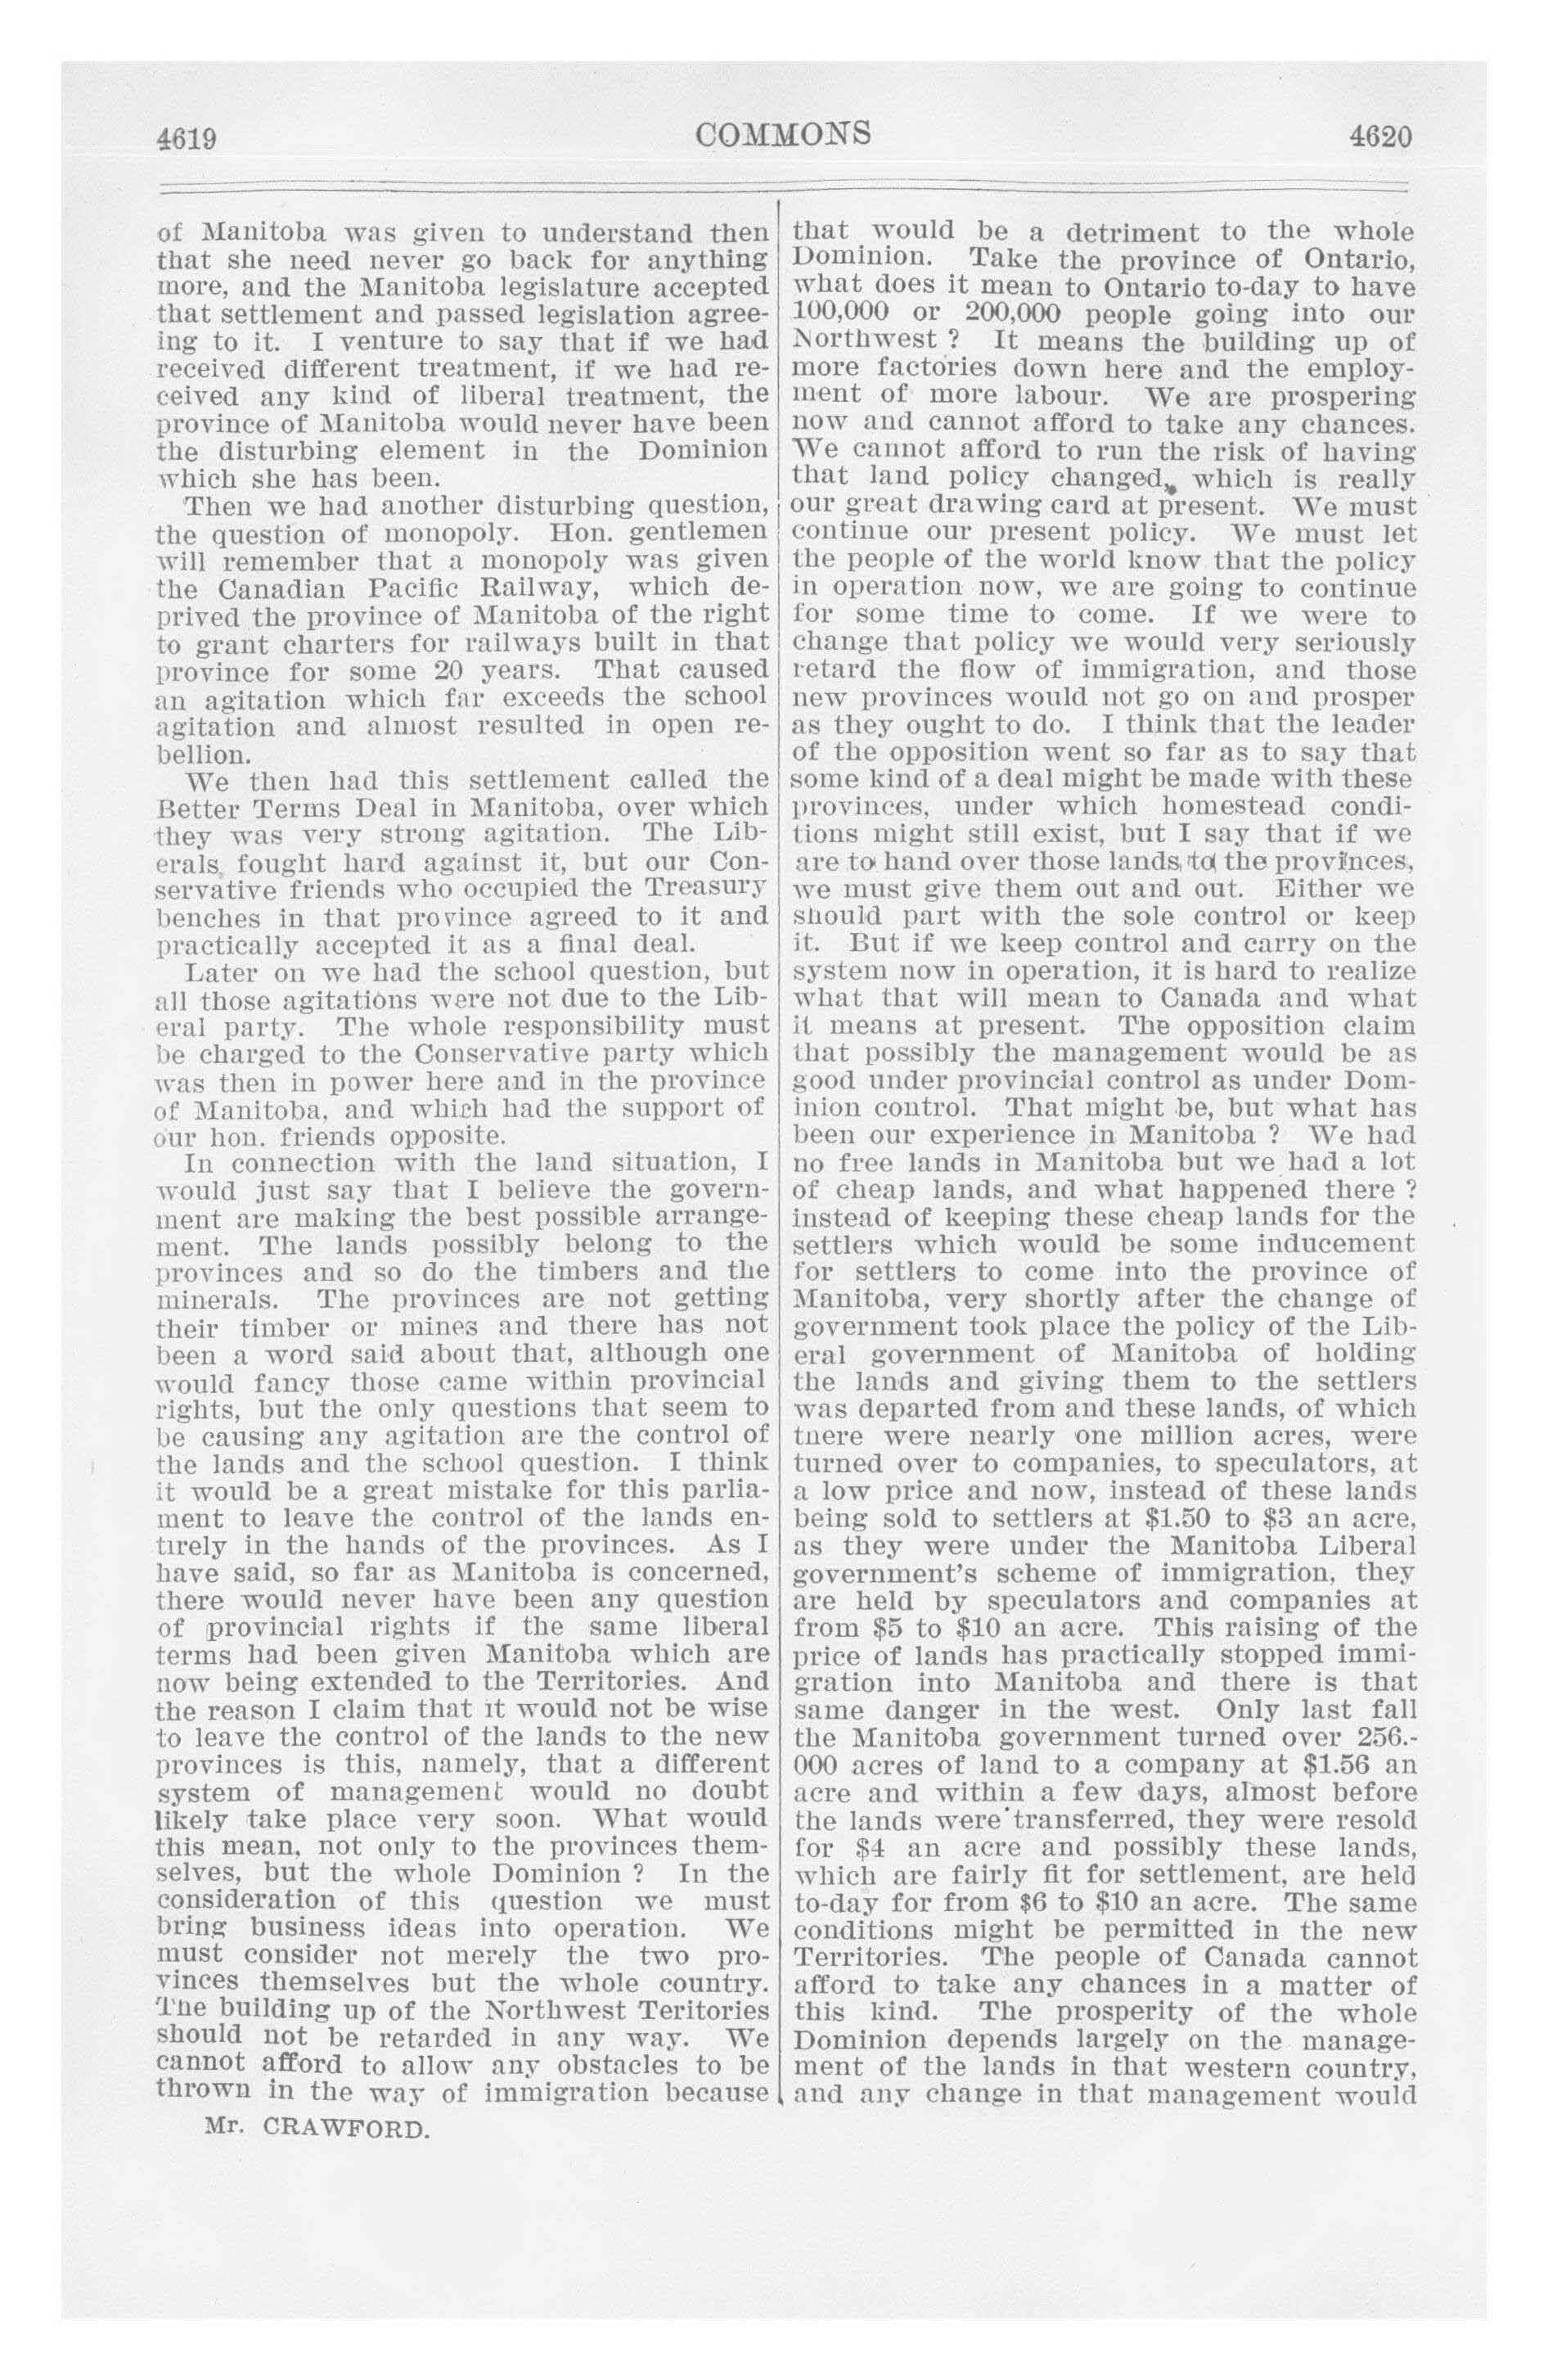 4619
COMMONS
4620
of Manitoba was given to understand then
that she need never go back for anything
more, and the Manitoba legislature accepted
that settlement and passed legislation agree-
ing to it. I venture to say that if we had
received different treatment, if we had re-
ceived any kind of liberal treatment, the
province of Manitoba would never have been
the disturbing element in the Dominion
which she has been.
Then we had another disturbing question,
the question of monopoly. Hon. gentlemen
will remember that a monopoly was given
the Canadian Pacific Railway, which de-
prived the province of Manitoba of the right
to grant charters for railways built in that
province for some 20 years. That caused
an agitation which far exceeds the school
agitation and almost resulted in open re-
bellion.
We then had this settlement called the
Better Terms Deal in Manitoba, over which
they was very strong agitation. The Lib-
erals fought hard against it, but our Con-
servative friends who occupied the Treasury
benches in that province agreed to it and
practically accepted it as a final deal.
Later on we had the school question, but
all those agitations were not due to the Lib-
eral party. The whole responsibility must
be charged to the Conservative party which
was then in power here and in the province
of Manitoba, and which had the support of
our hon. friends opposite.
In connection with the land situation, I
would just say that I believe the govern-
ment are making the best possible arrange-
ment. The lands possibly belong to the
provinces and so do the timbers and the
minerals. The provinces are not getting
their timber or mines and there has not
been a word said about that, although one
would fancy those came within provincial
rights, but the only questions that seem to
be causing any agitation are the control of
the lands and the school question. I think
it would be a great mistake for this parlia-
ment to leave the control of the lands en-
tirely in the hands of the provinces. As I
have said, so far as Manitoba is concerned,
there would never have been any question
of provincial rights if the same liberal
terms had been given Manitoba which are
now being extended to the Territories. And
the reason I claim that it would not be wise
to leave the control of the lands to the new
provinces is this, namely, that a different
system of management would no doubt
likely take place very soon. What would
this mean, not only to the provinces them-
selves, but the whole Dominion ? In the
consideration of this question we must
bring business ideas into operation. We
must consider not merely the two pro-
vinces themselves but the whole country.
The building up of the Northwest Teritories
should not be retarded in any way. We
cannot afford to allow any obstacles to be
thrown in the way of immigration because
Mr. CRAWFORD.
that would be a detriment to the whole
Dominion. Take the province of Ontario,
what does it mean to Ontario to-day to have
100,000 or 200,000 people going into our
Northwest ? It means the building up of
more factories down here and the employ-
ment of more labour. We are prospering
now and cannot afford to take any chances.
We cannot afford to run the risk of having
that land policy changed, which is really
our great drawing card at present. We must
continue our present policy. We must let
the people of the world know that the policy
in operation now, we are going to continue
for some time to come. If we were to
change that policy we would very seriously
retard the flow of immigration, and those
new provinces would not go on and prosper
as they ought to do. I think that the leader
of the opposition went so far as to say that
some kind of a deal might be made with these
provinces, under which homestead condi-
tions might still exist, but I say that if we
are to hand over those lands to the provinces,
we must give them out and out. Either we
should part with the sole control or keep
it. But if we keep control and carry on the
system now in operation, it is hard to realize
what that will mean to Canada and what
it means at present. The opposition claim
that possibly the management would be as
good under provincial control as under Dom-
inion control. That might be, but what has
been our experience in Manitoba ? We had
no free lands in Manitoba but we had a lot
of cheap lands, and what happened there ?
instead of keeping these cheap lands for the
settlers which would be some inducement
for settlers to come into the province of
Manitoba, very shortly after the change of
government took place the policy of the Lib-
eral government of Manitoba of holding
the lands and giving them to the settlers
was departed from and these lands, of which
there were nearly one million acres, were
turned over to companies, to speculators, at
a low price and now, instead of these lands
being sold to settlers at $1.50 to $3 an acre,
as they were under the Manitoba Liberal
government's scheme of immigration, they
are held by speculators and companies at
from $5 to $10 an acre. This raising of the
price of lands has practically stopped immi-
gration into Manitoba and there is that
same danger in the west. Only last fall
the Manitoba government turned over 256.-
000 acres of land to a company at $1.56 an
acre and within a few days, almost before
the lands were transferred, they were resold
for $4 an acre and possibly these lands,
which are fairly fit for settlement, are held
to-day for from $6 to $10 an acre. The same
conditions might be permitted in the new
Territories. The people of Canada cannot
afford to take any chances in a matter of
this kind. The prosperity of the whole
Dominion depends largely on the manage-
ment of the lands in that western country,
and any change in that management would